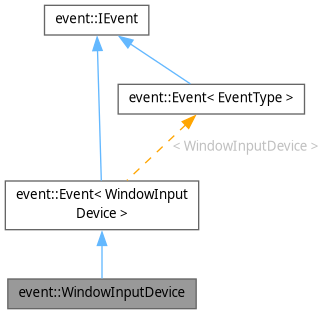 event::IEvent
event::Event< EventType >
< WindowInputDevice >
event::Event< WindowInput
Device >
event::WindowInputDevice